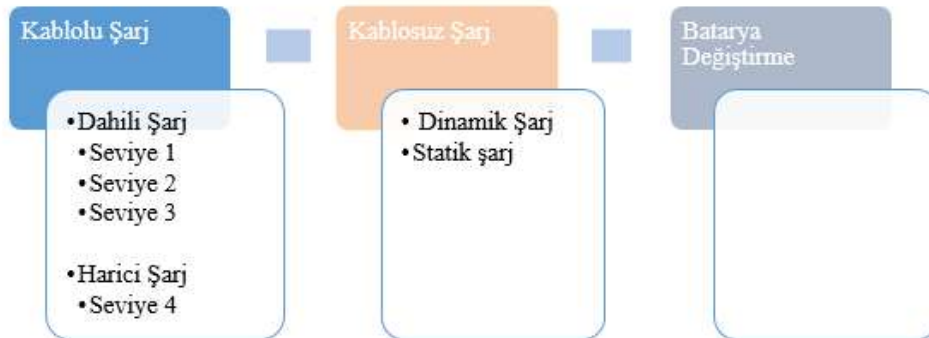 Kablolu Şarj
•Dahili Şarj
•Seviye 1
•Seviye 2
•Seviye 3
•Harici Şarj
•Seviye 4
Kablosuz Şarj
• Dinamik Şarj
•Statik şarj
Batarya
Değiştirme